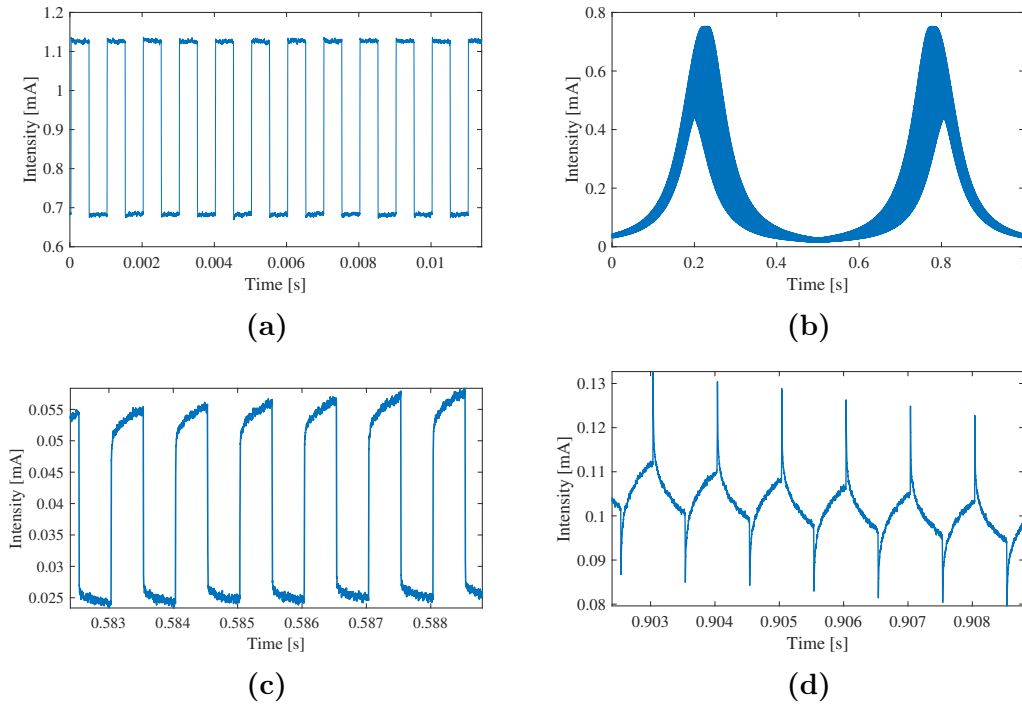 1.2
1.1
1
0.9
0.8
0.7
0.6
Intensity [mA]
0 0.002 0.004 0.006 0.008 0.01
Time [s]
(a)
0.8
0.6
0.4
0.2
0
Intensity [mA]
0 0.2 0.4 0.6 0.8 1
Time [s]
(b)
0.055
0.05
0.045
0.04
0.035
0.03
0.025
Intensity [mA]
0.583 0.584 0.585 0.586 0.587 0.588
Time [s]
(c)
0.13
0.12
0.11
0.1
0.09
0.08
Intensity [mA]
0.903 0.904 0.905 0.906 0.907 0.908
Time [s]
(d)